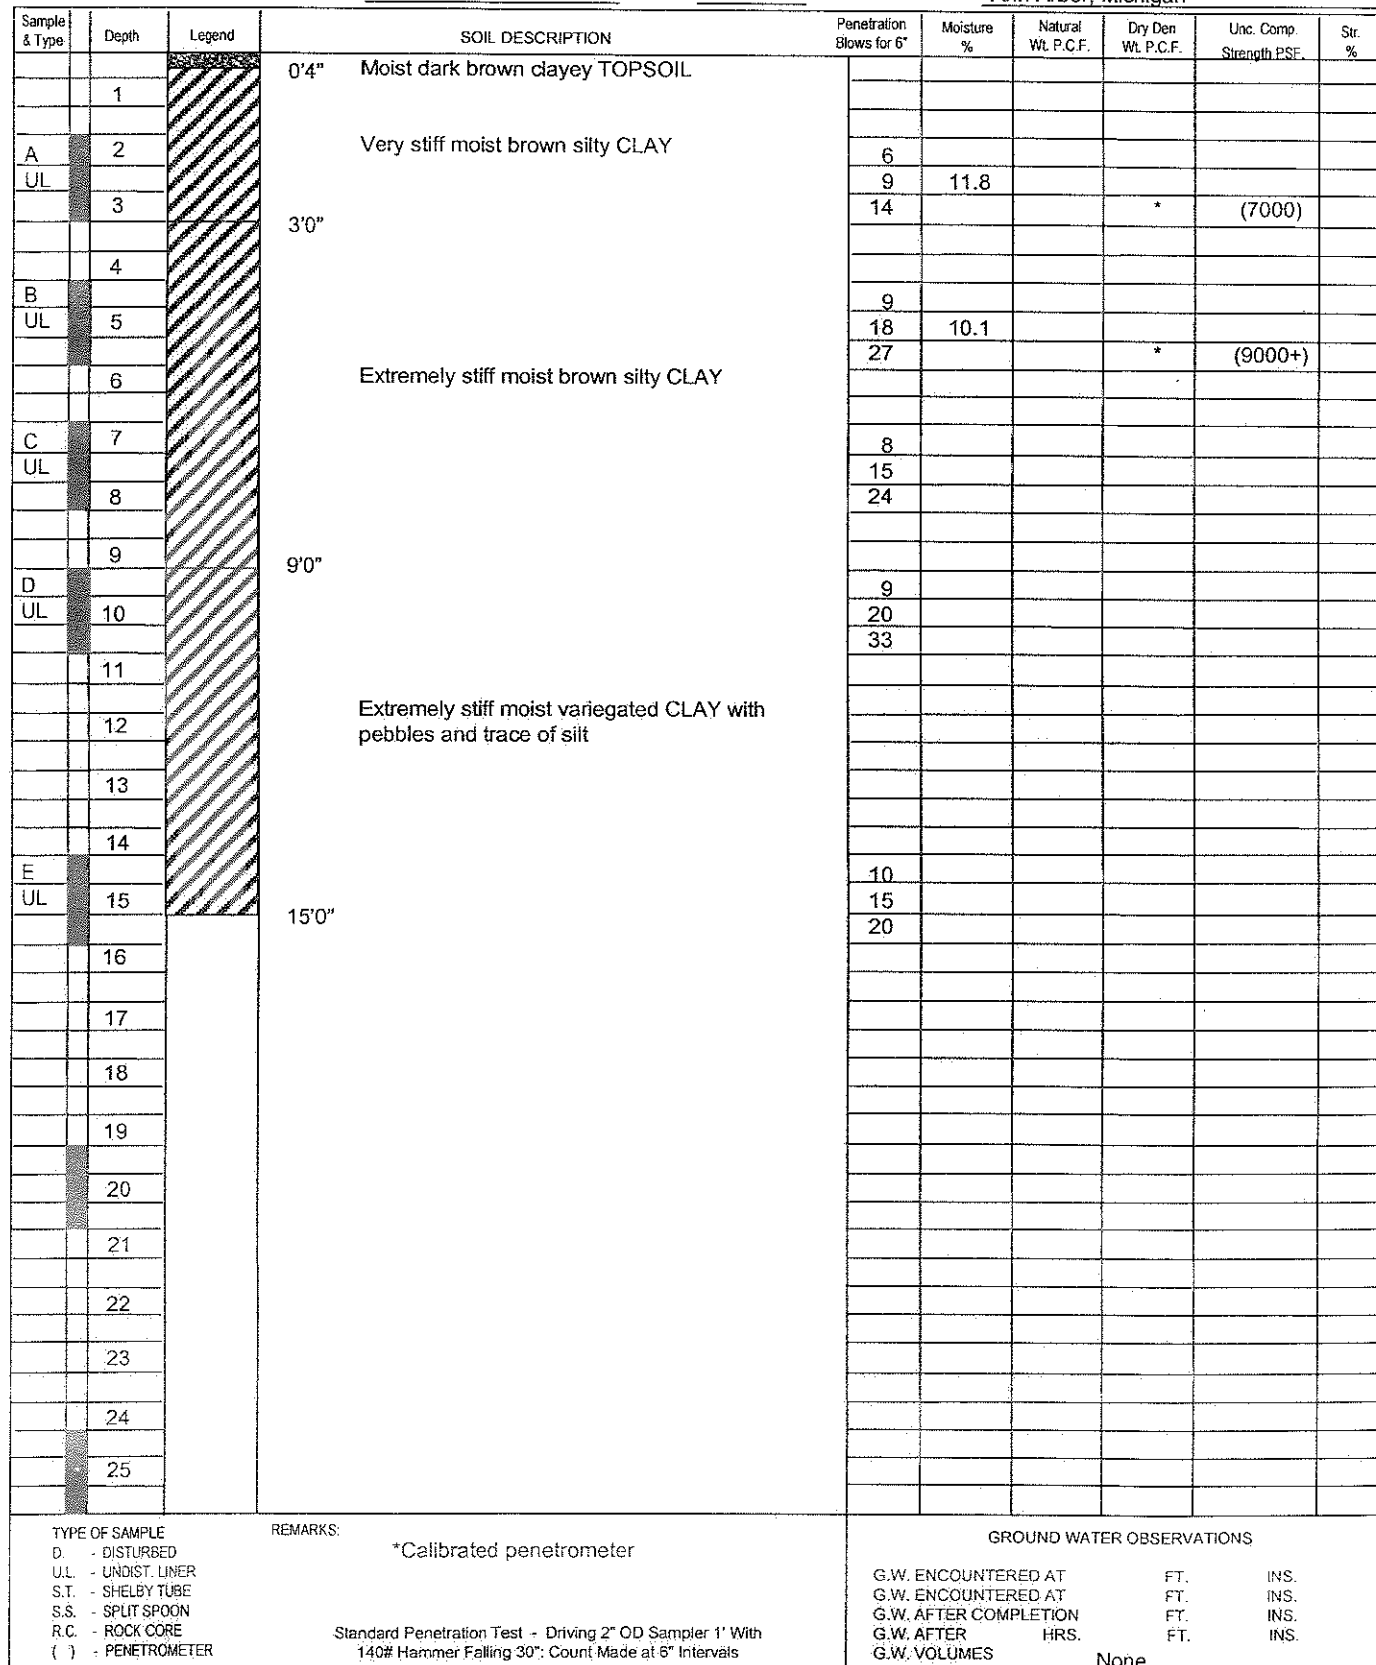 Ann Arbor, Michigan
Sample & Type Depth Legend SOIL DESCRIPTION Penetration Blows for 6" Moisture % Natural Wt. P.C.F. Dry Den Wt. P.C.F. Unc. Comp. Strength PSF. Str. %
0'4" Moist dark brown clayey TOPSOIL
1
A 2 Very stiff moist brown silty CLAY 6
UL 9 11.8
3 14 * (7000)
3'0"
4
B 9
UL 5 18 10.1
27 * (9000+)
6 Extremely stiff moist brown silty CLAY
C 7 8
UL 15
8 24
9
9'0"
D 9
UL 10 20
33
11
12 Extremely stiff moist variegated CLAY with
pebbles and trace of silt
13
14
E 10
UL 15 15
15'0" 20
16
17
18
19
20
21
22
23
24
25
TYPE OF SAMPLE
D. - DISTURBED
U.L. - UNDIST. LINER
S.T. - SHELBY TUBE
S.S. - SPLIT SPOON
R.C. - ROCK CORE
( ) - PENETROMETER
REMARKS:
*Calibrated penetrometer
Standard Penetration Test - Driving 2" OD Sampler 1' With
140# Hammer Falling 30": Count Made at 6" Intervals
GROUND WATER OBSERVATIONS
G.W. ENCOUNTERED AT FT. INS.
G.W. ENCOUNTERED AT FT. INS.
G.W. AFTER COMPLETION FT. INS.
G.W. AFTER HRS. FT. INS.
G.W. VOLUMES None